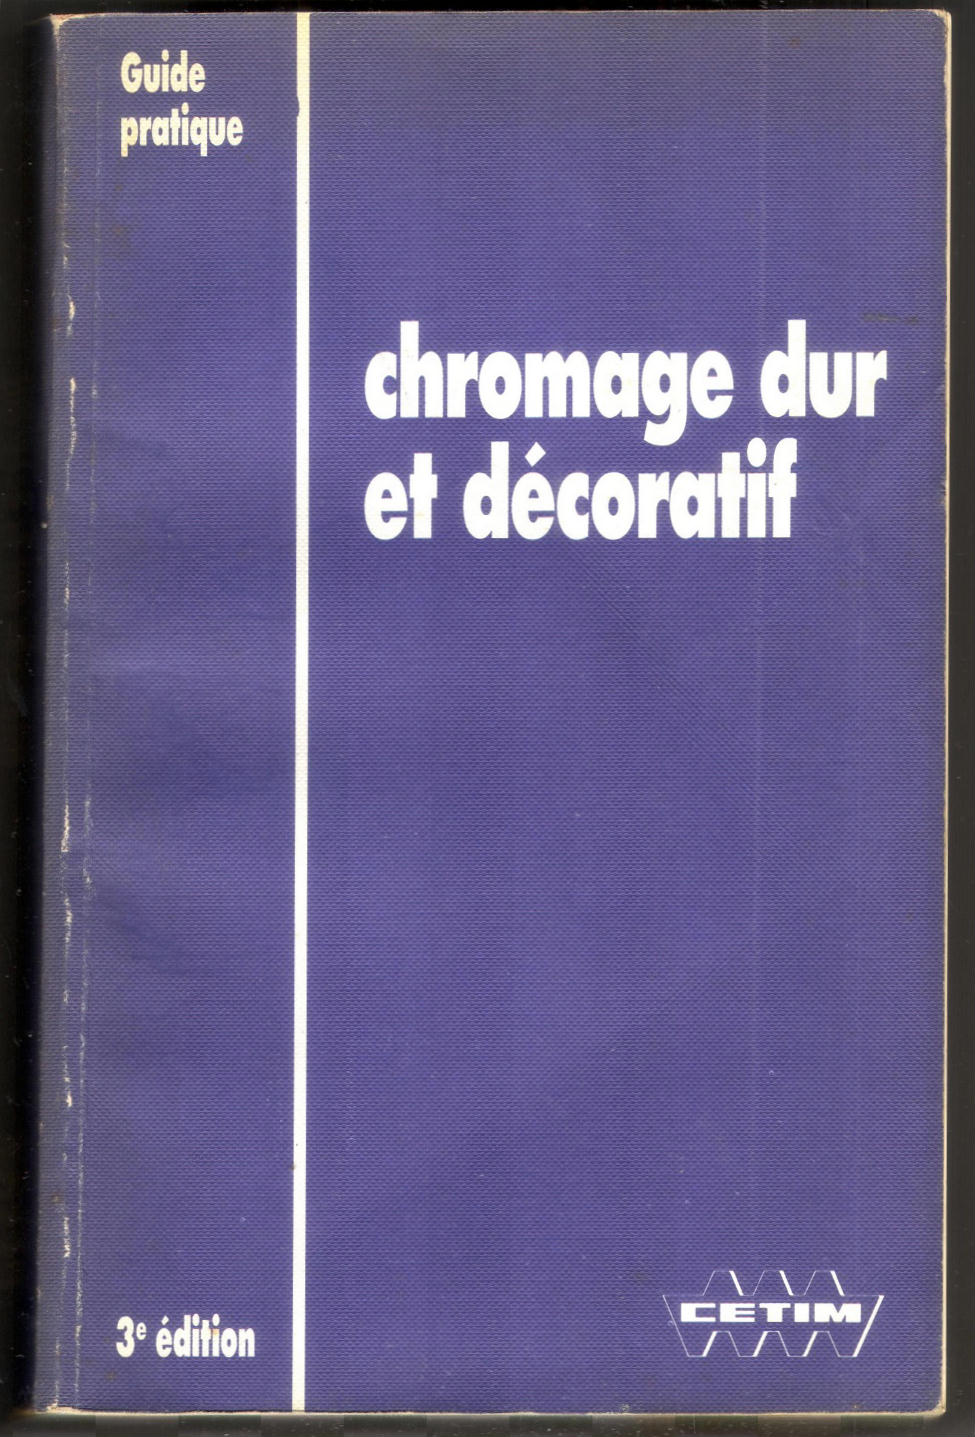 Guide
pratique
chromage dur
et décoratif
3e édition
CETIM